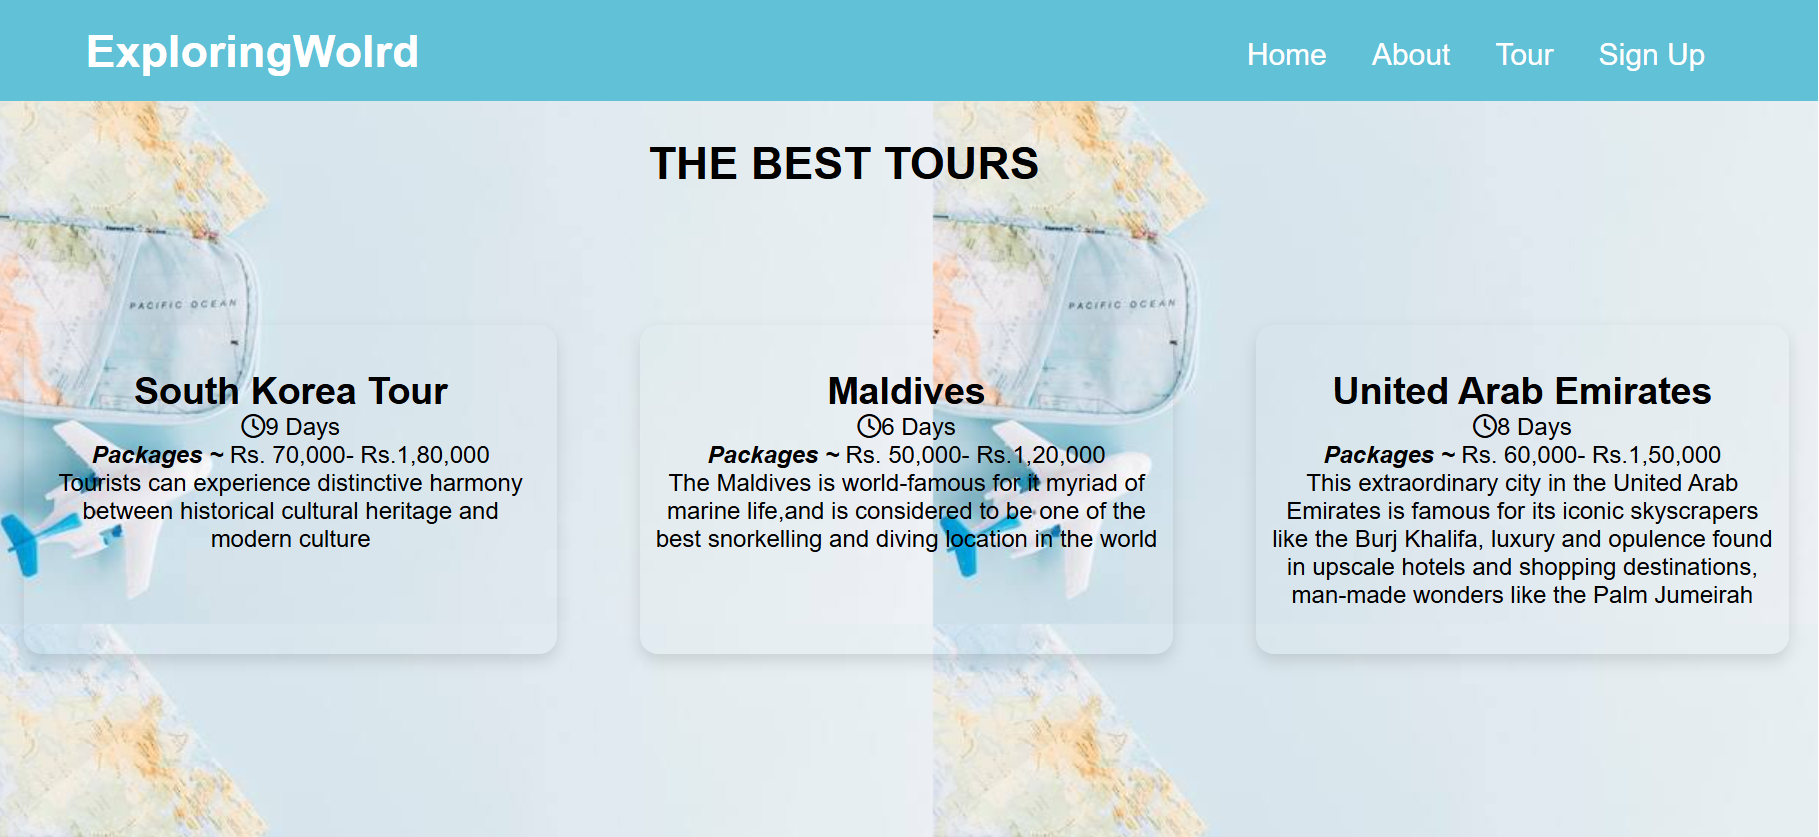 ExploringWolrd
Home About Tour Sign Up
THE BEST TOURS
PACIFIC OCEAN
PACIFIC OCEAN
South Korea Tour
9 Days
Packages ~ Rs. 70,000- Rs.1,80,000
Tourists can experience distinctive harmony
between historical cultural heritage and
modern culture
Maldives
6 Days
Packages ~ Rs. 50,000- Rs.1,20,000
The Maldives is world-famous for it myriad of
marine life,and is considered to be one of the
best snorkelling and diving location in the world
United Arab Emirates
8 Days
Packages ~ Rs. 60,000- Rs.1,50,000
This extraordinary city in the United Arab
Emirates is famous for its iconic skyscrapers
like the Burj Khalifa, luxury and opulence found
in upscale hotels and shopping destinations,
man-made wonders like the Palm Jumeirah